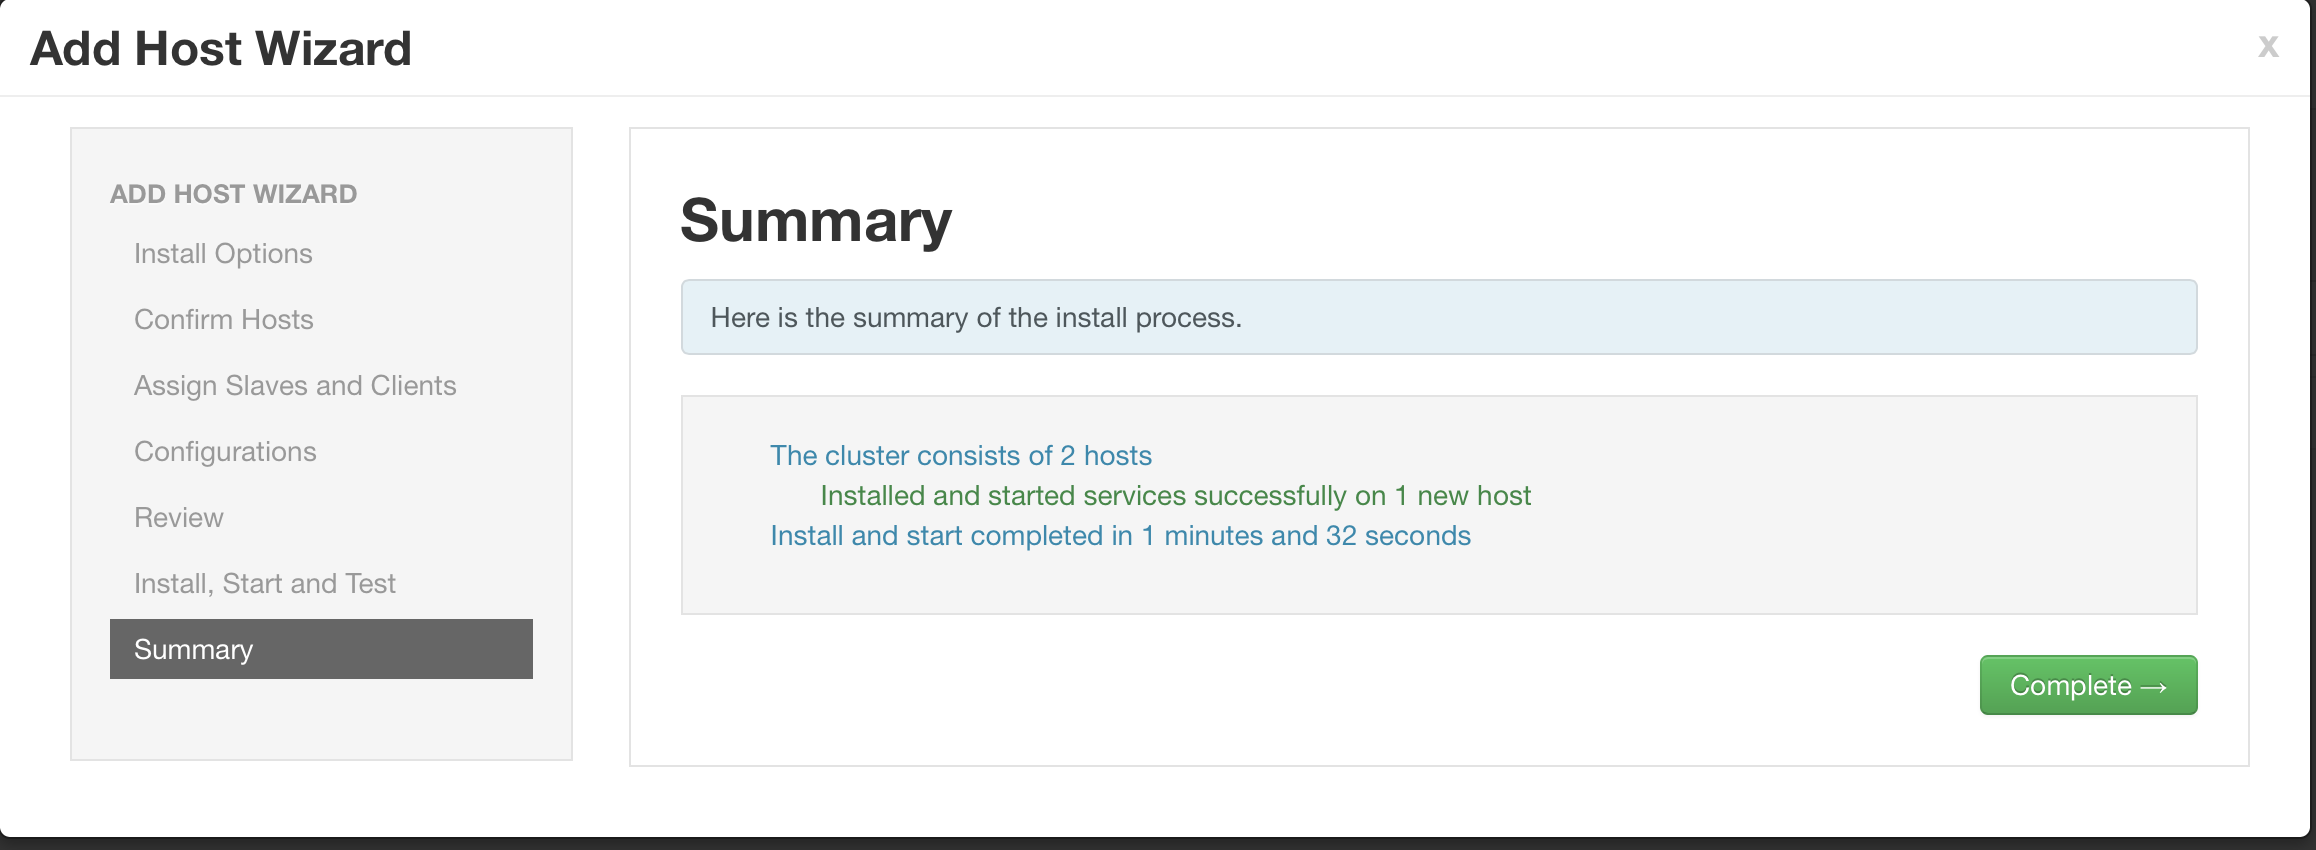 Add Host Wizard
x
ADD HOST WIZARD
Install Options
Confirm Hosts
Assign Slaves and Clients
Configurations
Review
Install, Start and Test
Summary
Summary
Here is the summary of the install process.
The cluster consists of 2 hosts
Installed and started services successfully on 1 new host
Install and start completed in 1 minutes and 32 seconds
Complete →